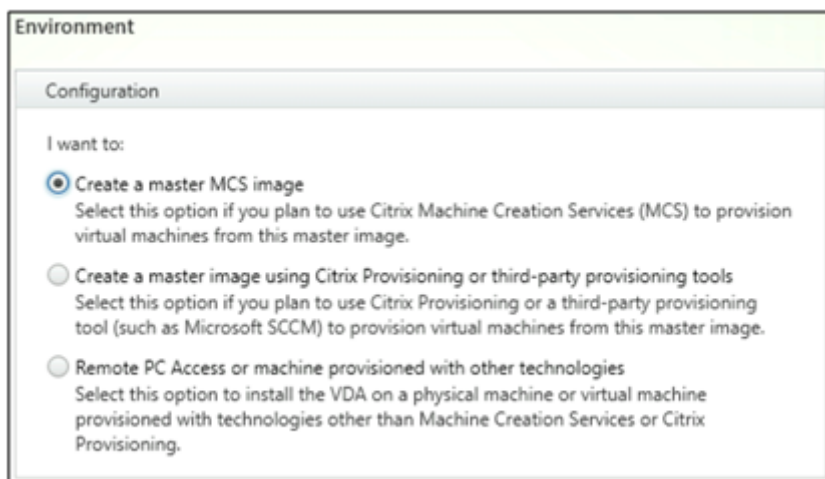 Environment
Configuration
I want to:
Create a master MCS image
Select this option if you plan to use Citrix Machine Creation Services (MCS) to provision
virtual machines from this master image.
Create a master image using Citrix Provisioning or third-party provisioning tools
Select this option if you plan to use Citrix Provisioning or a third-party provisioning
tool (such as Microsoft SCCM) to provision virtual machines from this master image.
Remote PC Access or machine provisioned with other technologies
Select this option to install the VDA on a physical machine or virtual machine
provisioned with technologies other than Machine Creation Services or Citrix
Provisioning.